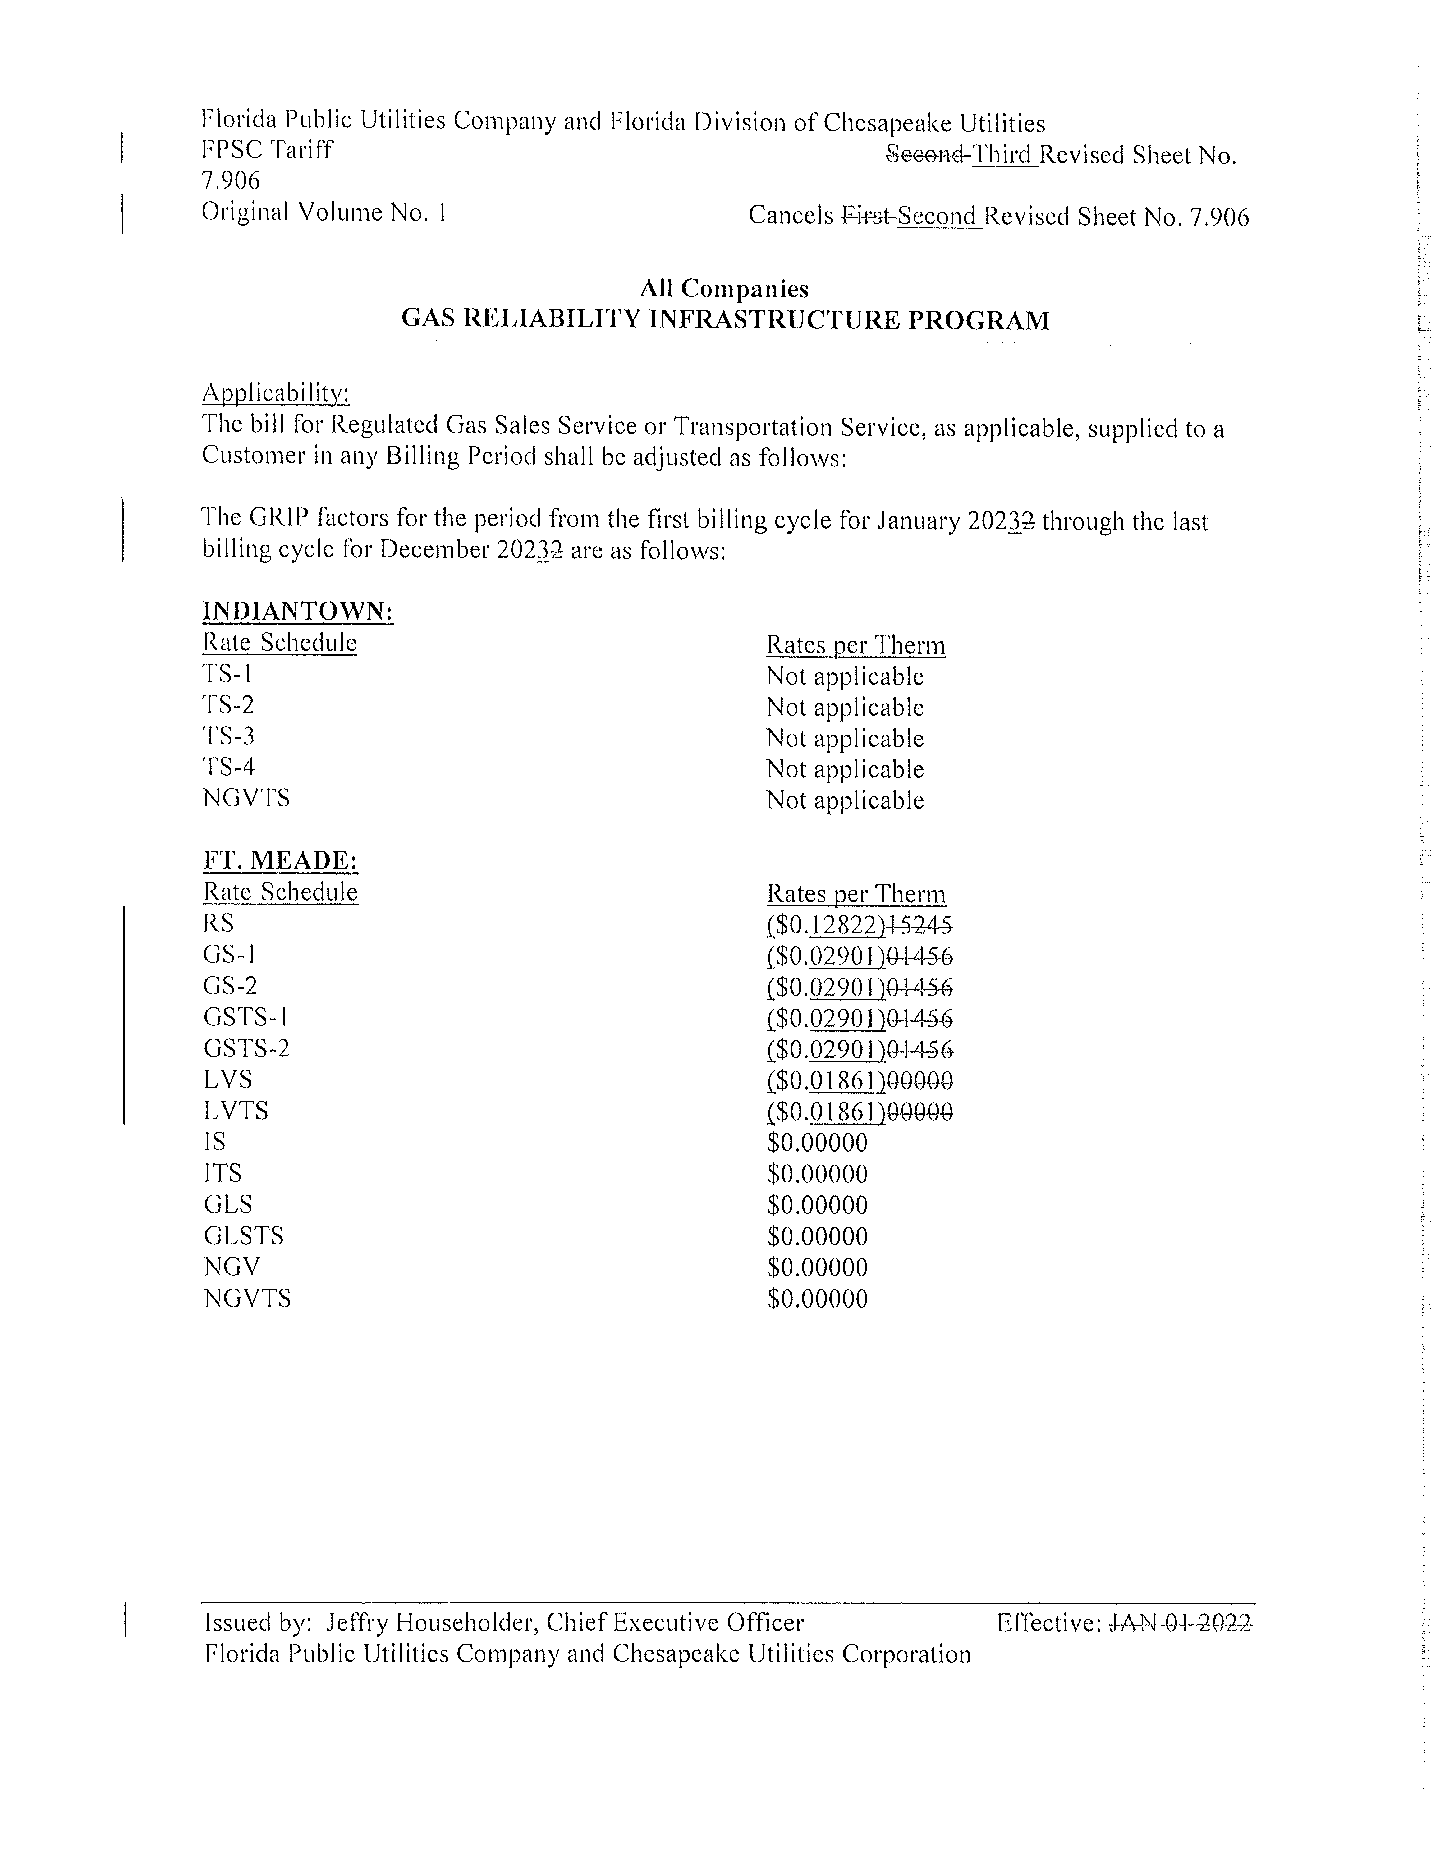 Florida Public Utilities Company and Florida Division of Chesapeake Utilities
FPSC Tariff Second Third Revised Sheet No.
7.906
Original Volume No. 1 Cancels First Second Revised Sheet No. 7.906
All Companies
GAS RELIABILITY INFRASTRUCTURE PROGRAM
Applicability:
The bill for Regulated Gas Sales Service or Transportation Service, as applicable, supplied to a
Customer in any Billing Period shall be adjusted as follows:
The GRIP factors for the period from the first billing cycle for January 20232 through the last
billing cycle for December 20232 are as follows:
INDIANTOWN:
Rate Schedule Rates per Therm
TS-1 Not applicable
TS-2 Not applicable
TS-3 Not applicable
TS-4 Not applicable
NGVTS Not applicable
FT. MEADE:
Rate Schedule Rates per Therm
RS ($0.12822)15245
GS-1 ($0.02901)01456
GS-2 ($0.02901)01456
GSTS-1 ($0.02901)01456
GSTS-2 ($0.02901)01456
LVS ($0.01861)00000
LVTS ($0.01861)00000
IS $0.00000
ITS $0.00000
GLS $0.00000
GLSTS $0.00000
NGV $0.00000
NGVTS $0.00000
Issued by: Jeffry Householder, Chief Executive Officer Effective: JAN 01 2022
Florida Public Utilities Company and Chesapeake Utilities Corporation